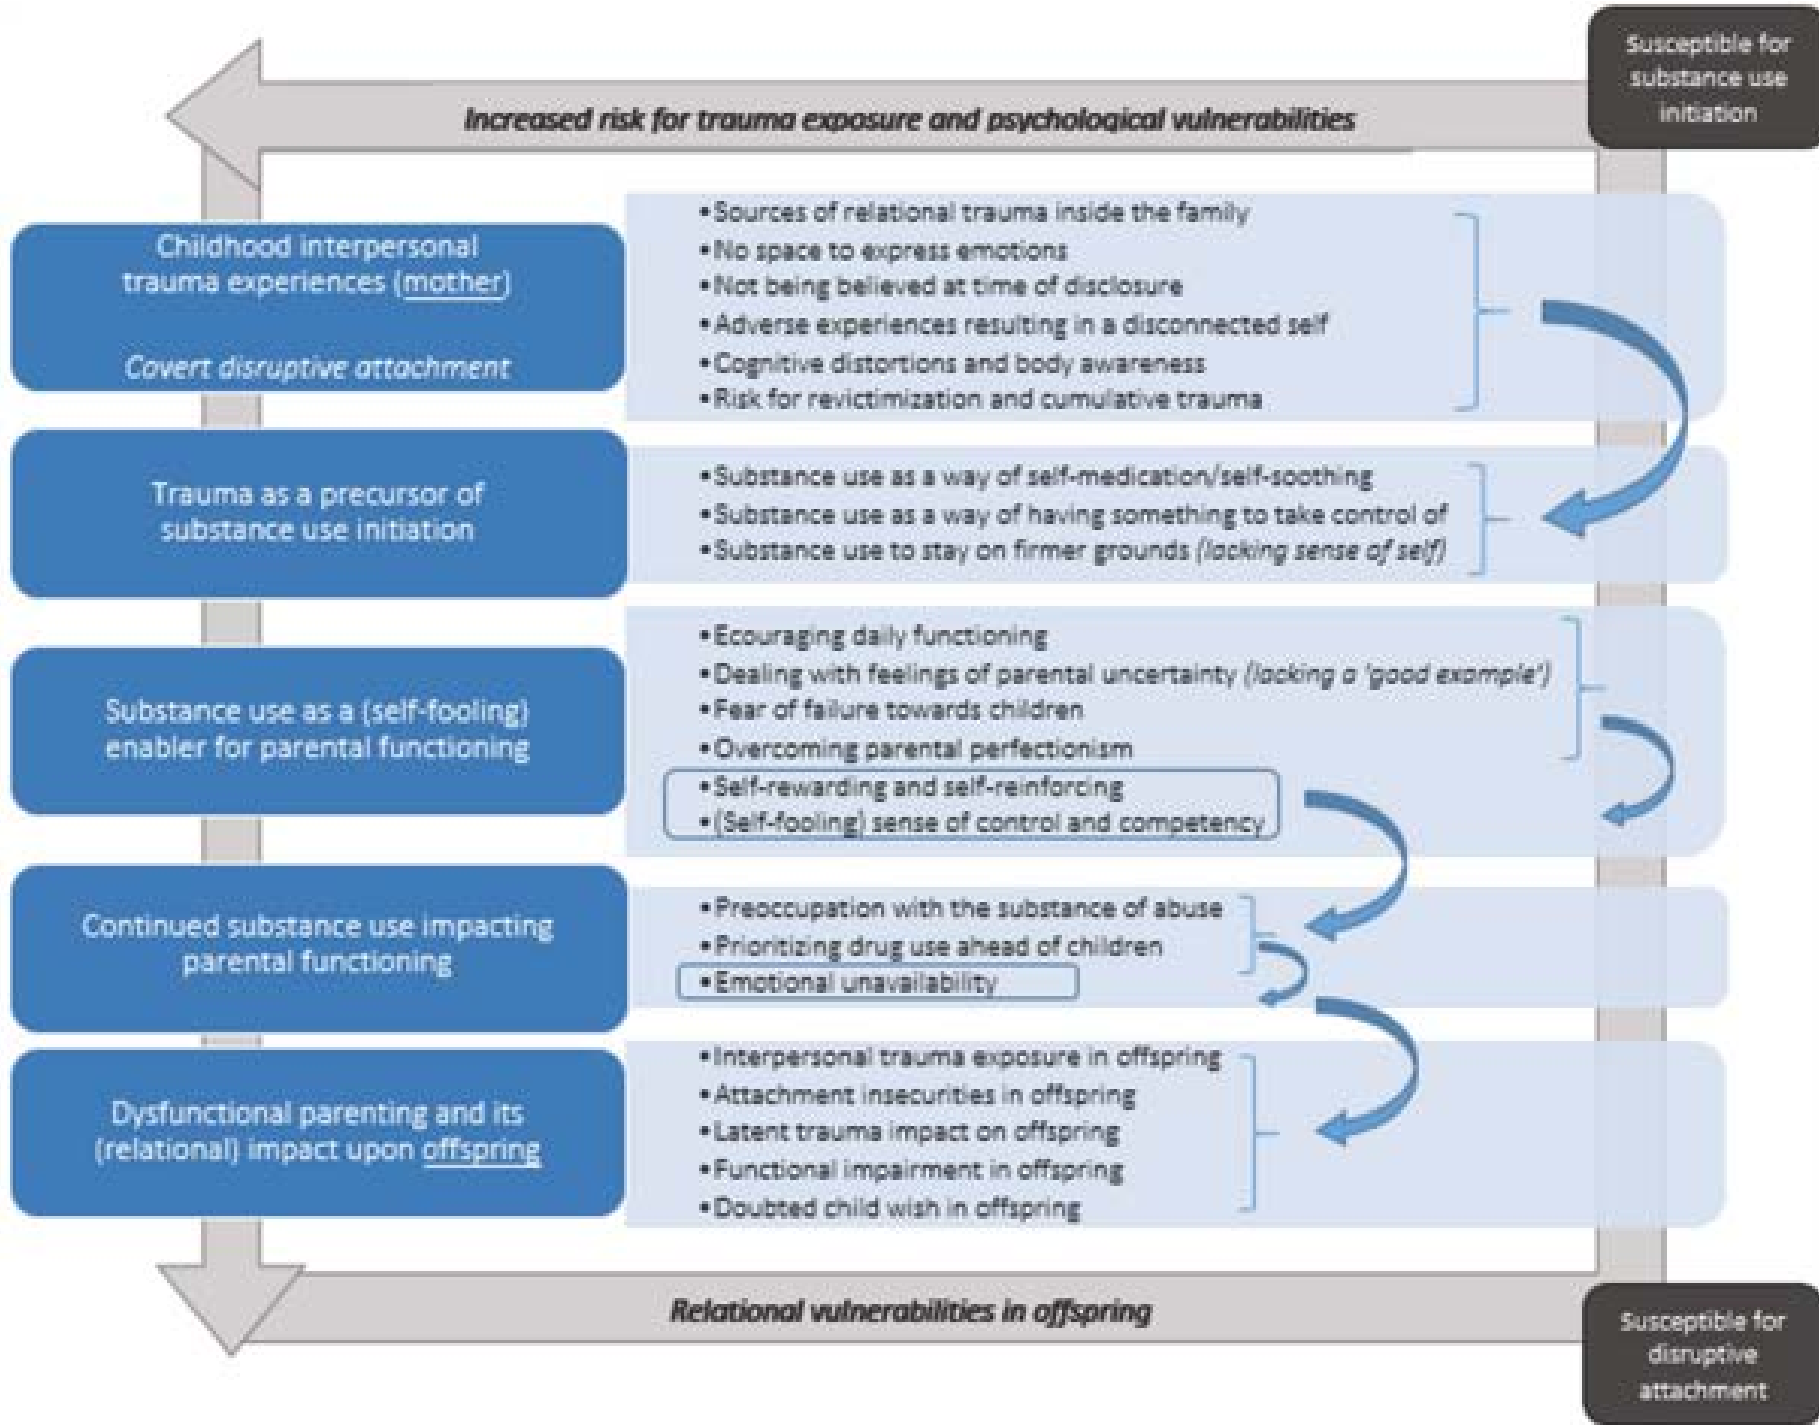 Susceptible for
substance use
initiation
Increased risk for trauma exposure and psychological vulnerabilities
Childhood interpersonal
trauma experiences (mother)
Covert disruptive attachment
•Sources of relational trauma inside the family
•No space to express emotions
•Not being believed at time of disclosure
•Adverse experiences resulting in a disconnected self
•Cognitive distortions and body awareness
•Risk for revictimization and cumulative trauma
Trauma as a precursor of
substance use initiation
•Substance use as a way of self-medication/self-soothing
•Substance use as a way of having something to take control of
•Substance use to stay on firmer grounds (lacking sense of self)
Substance use as a (self-fooling)
enabler for parental functioning
•Ecouraging daily functioning
•Dealing with feelings of parental uncertainty (lacking a 'good example')
•Fear of failure towards children
•Overcoming parental perfectionism
•Self-rewarding and self-reinforcing
•(Self-fooling) sense of control and competency
Continued substance use impacting
parental functioning
•Preoccupation with the substance of abuse
•Prioritizing drug use ahead of children
•Emotional unavailability
Dysfunctional parenting and its
(relational) impact upon offspring
•Interpersonal trauma exposure in offspring
•Attachment insecurities in offspring
•Latent trauma impact on offspring
•Functional impairment in offspring
•Doubted child wish in offspring
Relational vulnerabilities in offspring
Susceptible for
disruptive
attachment